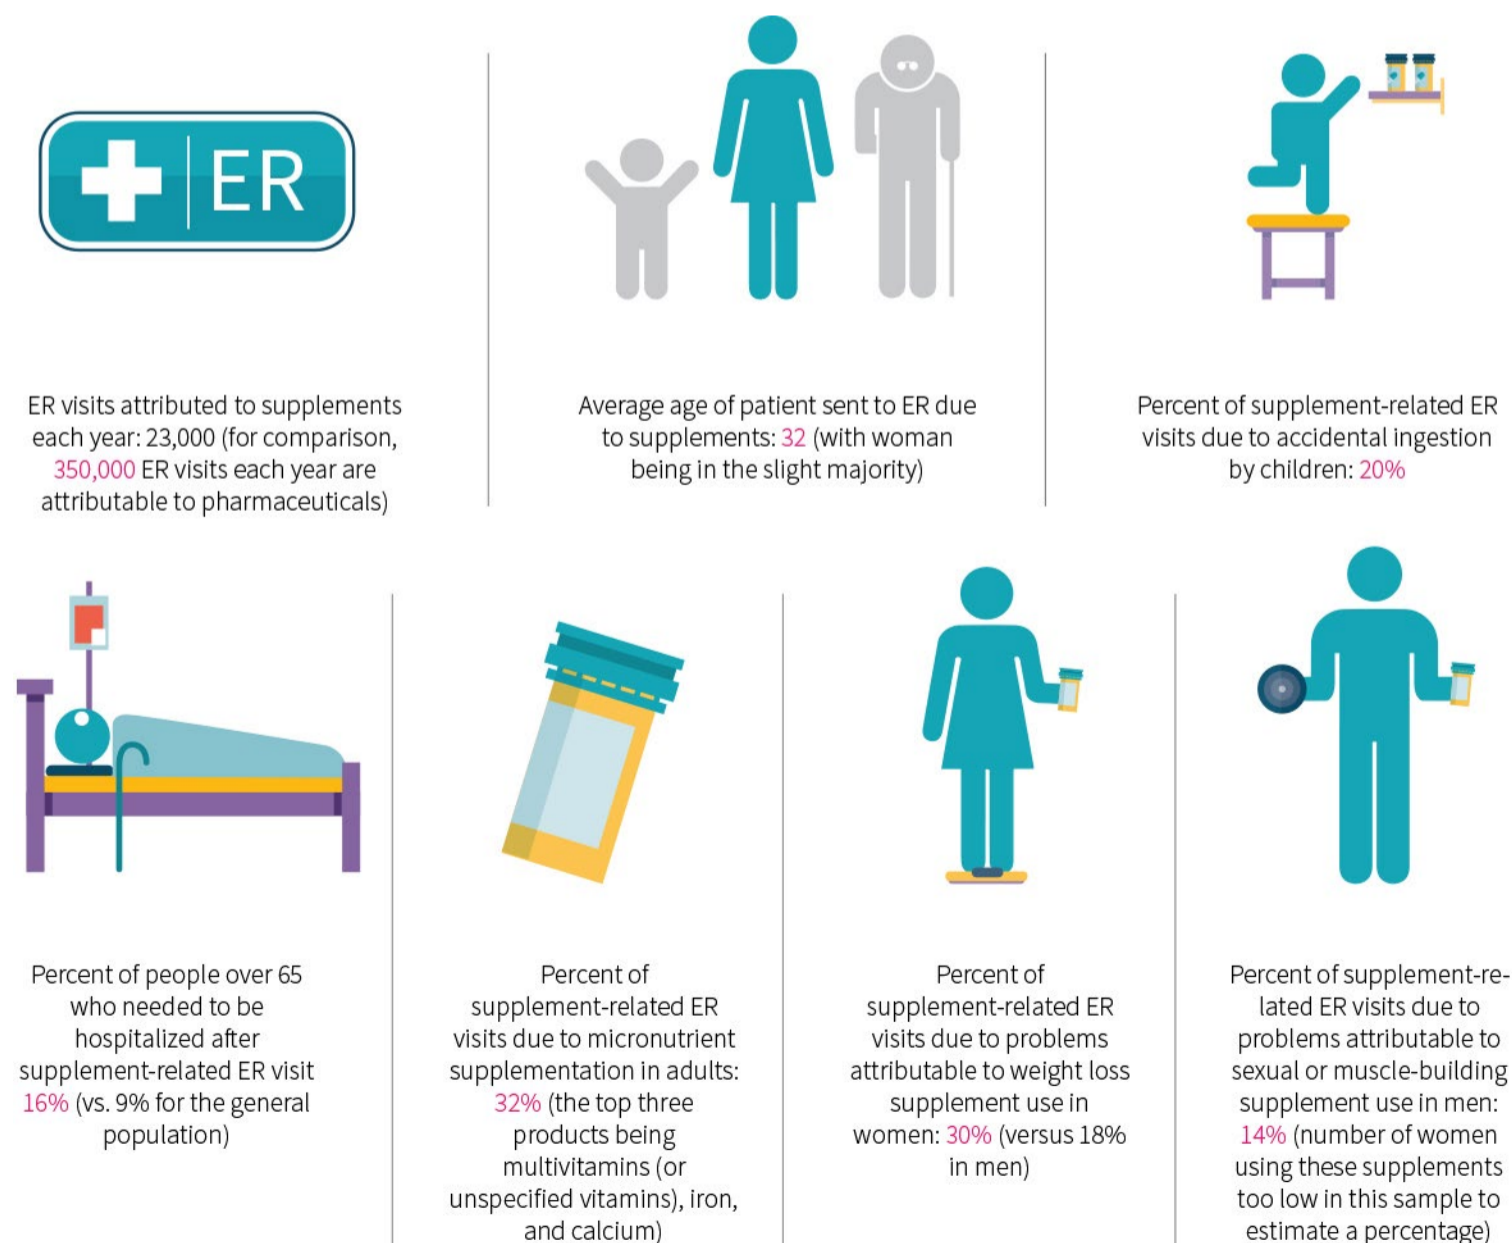 ER
ER visits attributed to supplements
each year: 23,000 (for comparison,
350,000 ER visits each year are
attributable to pharmaceuticals)
Average age of patient sent to ER due
to supplements: 32 (with woman
being in the slight majority)
Percent of supplement-related ER
visits due to accidental ingestion
by children: 20%
Percent of people over 65
who needed to be
hospitalized after
supplement-related ER visit
16% (vs. 9% for the general
population)
Percent of
supplement-related ER
visits due to micronutrient
supplementation in adults:
32% (the top three
products being
multivitamins (or
unspecified vitamins), iron,
and calcium)
Percent of
supplement-related ER
visits due to problems
attributable to weight loss
supplement use in
women: 30% (versus 18%
in men)
Percent of supplement-re-
lated ER visits due to
problems attributable to
sexual or muscle-building
supplement use in men:
14% (number of women
using these supplements
too low in this sample to
estimate a percentage)